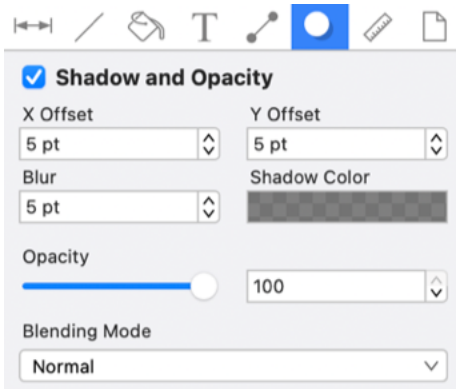 T
Shadow and Opacity
X Offset Y Offset
5 pt 5 pt
Blur Shadow Color
5 pt
Opacity
100
Blending Mode
Normal